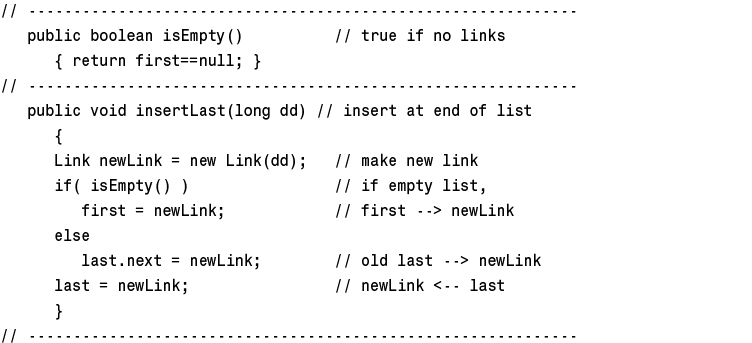 // -------------------------------------------------------------
public boolean isEmpty() // true if no links
{ return first==null; }
// -------------------------------------------------------------
public void insertLast(long dd) // insert at end of list
{
Link newLink = new Link(dd); // make new link
if( isEmpty() ) // if empty list,
first = newLink; // first --> newLink
else
last.next = newLink; // old last --> newLink
last = newLink; // newLink <-- last
}
// -------------------------------------------------------------